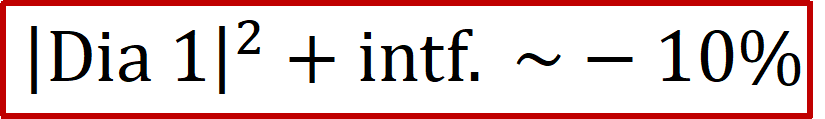 |Dia 1|² + intf. ~ − 10%